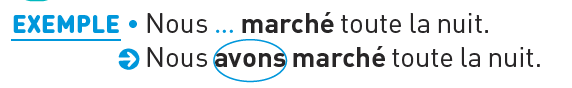 EXEMPLE • Nous ... marché toute la nuit.
➲ Nous avons marché toute la nuit.